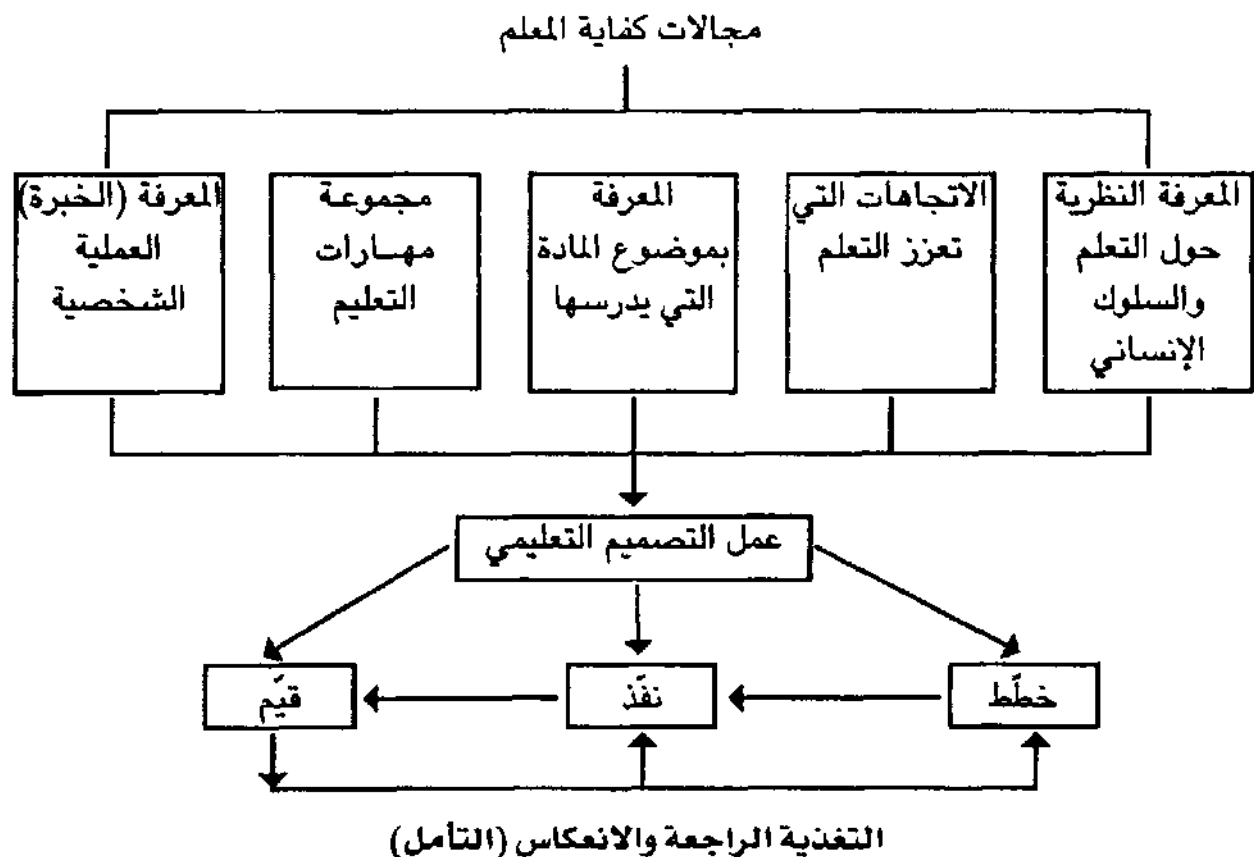 مجالات كفاية المعلم
المعرفة النظرية
حول التعلم
والسلوك
الإنساني
الاتجاهات التي
تعزز التعلم
المعرفة
بموضوع المادة
التي يدرسها
مجموعة
مهــارات
التعليم
المعرفة (الخبرة)
العملية
الشخصية
عمل التصميم التعليمي
خطّط
نفّذ
قيّم
التغذية الراجعة والانعكاس (التأمل)